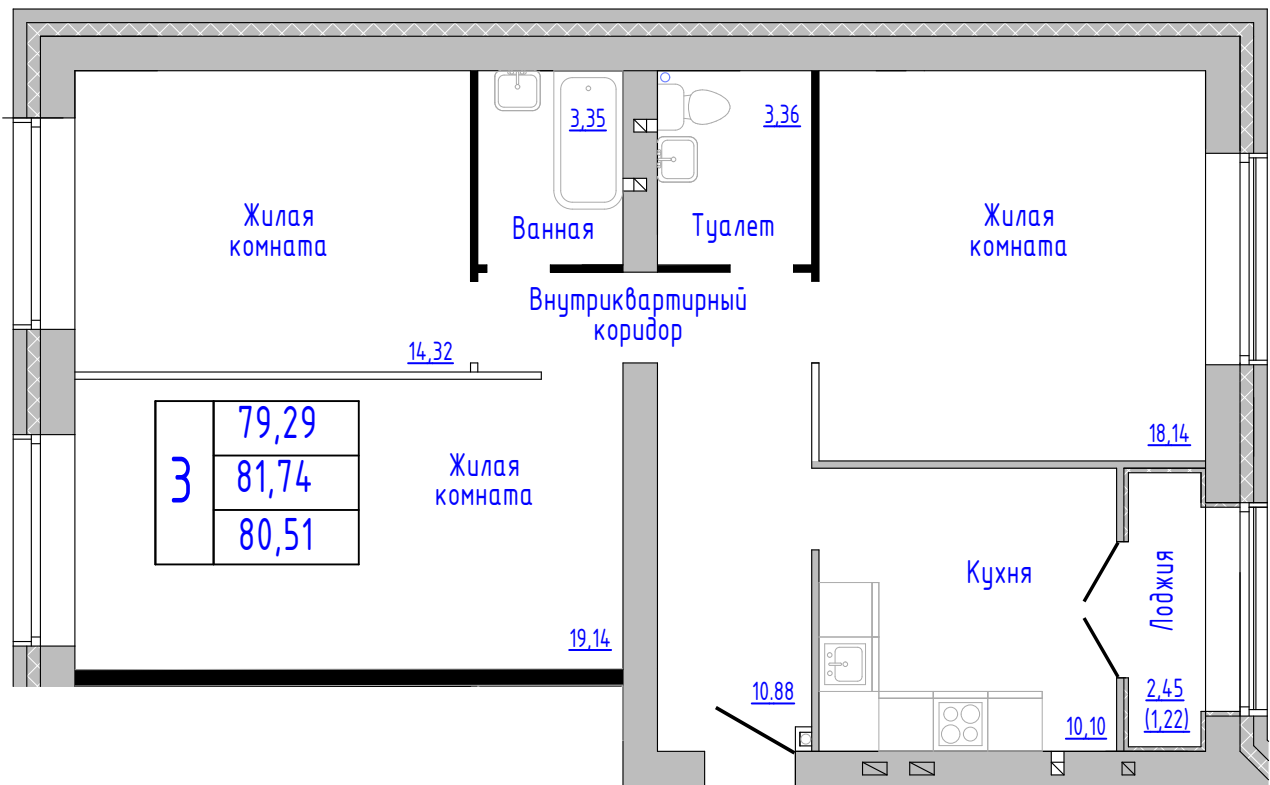 3,35
3,36
Жилая
комната
Ванная
Туалет
Жилая
комната
Внутриквартирный
коридор
14,32
79,29
3
81,74
80,51
Жилая
комната
18,14
Кухня
Лоджия
19,14
10.88
10,10
2,45
(1,22)